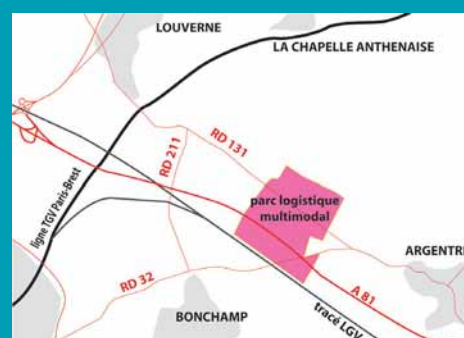 LOUVERNE
LA CHAPELLE ANTHENAISE
RD 131
RD 211
ligne TGV Paris-Brest
parc logistique
multimodal
ARGENTRE
RD 32
A 81
BONCHAMP
tracé LGV